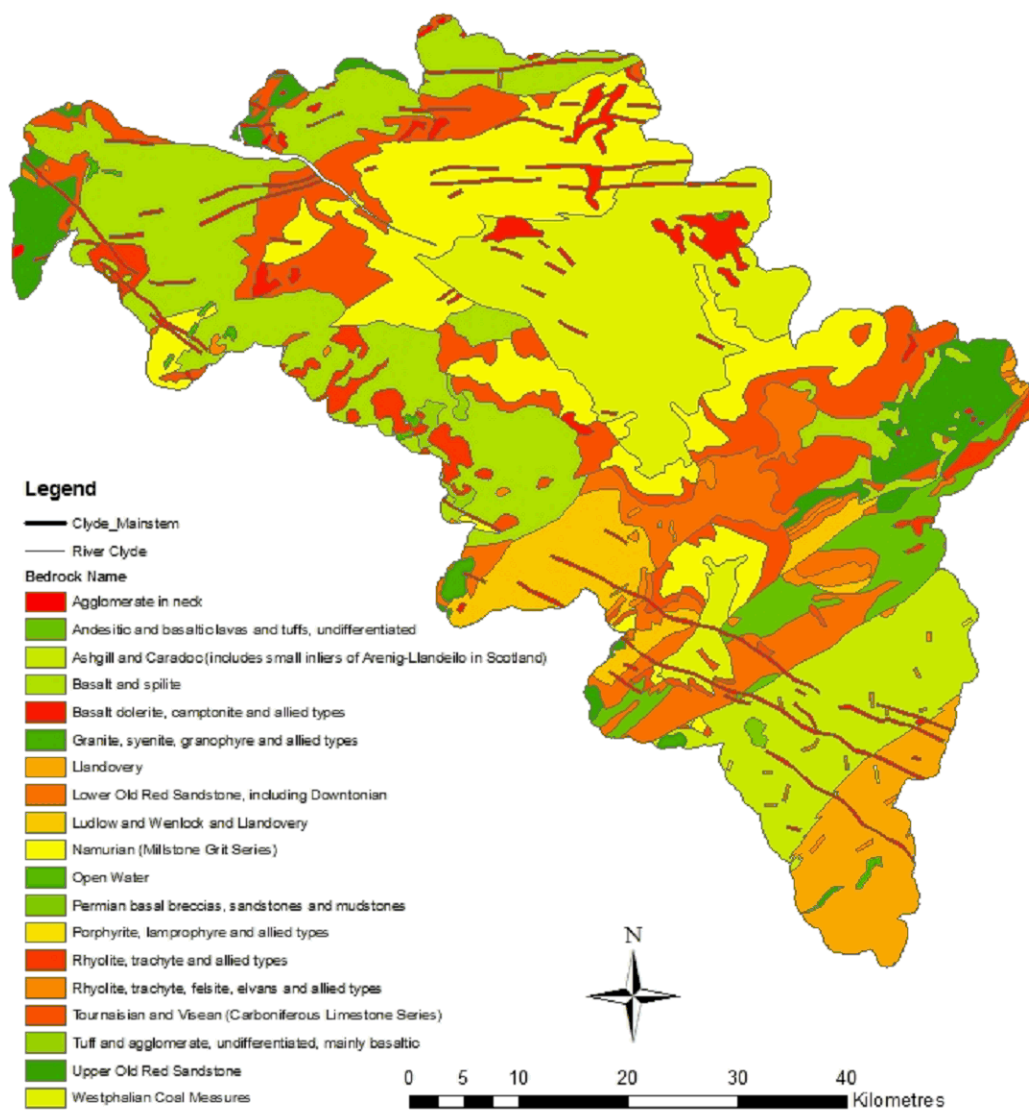 Legend
Clyde_Mainstem
River Clyde
Bedrock Name
Agglomerate in neck
Andesitic and basaltic lavas and tuffs, undifferentiated
Ashgill and Caradoc (includes small inliers of Arenig-Llandeilo in Scotland)
Basalt and spilite
Basalt dolerite, camptonite and allied types
Granite, syenite, granophyre and allied types
Llandovery
Lower Old Red Sandstone, including Downtonian
Ludlow and Wenlock and Llandovery
Namurian (Millstone Grit Series)
Open Water
Permian basal breccias, sandstones and mudstones
Porphyrite, lamprophyre and allied types
Rhyolite, trachyte and allied types
Rhyolite, trachyte, felsite, elvans and allied types
Tournaisian and Visean (Carboniferous Limestone Series)
Tuff and agglomerate, undifferentiated, mainly basaltic
Upper Old Red Sandstone
Westphalian Coal Measures
N
0 5 10 20 30 40
Kilometres